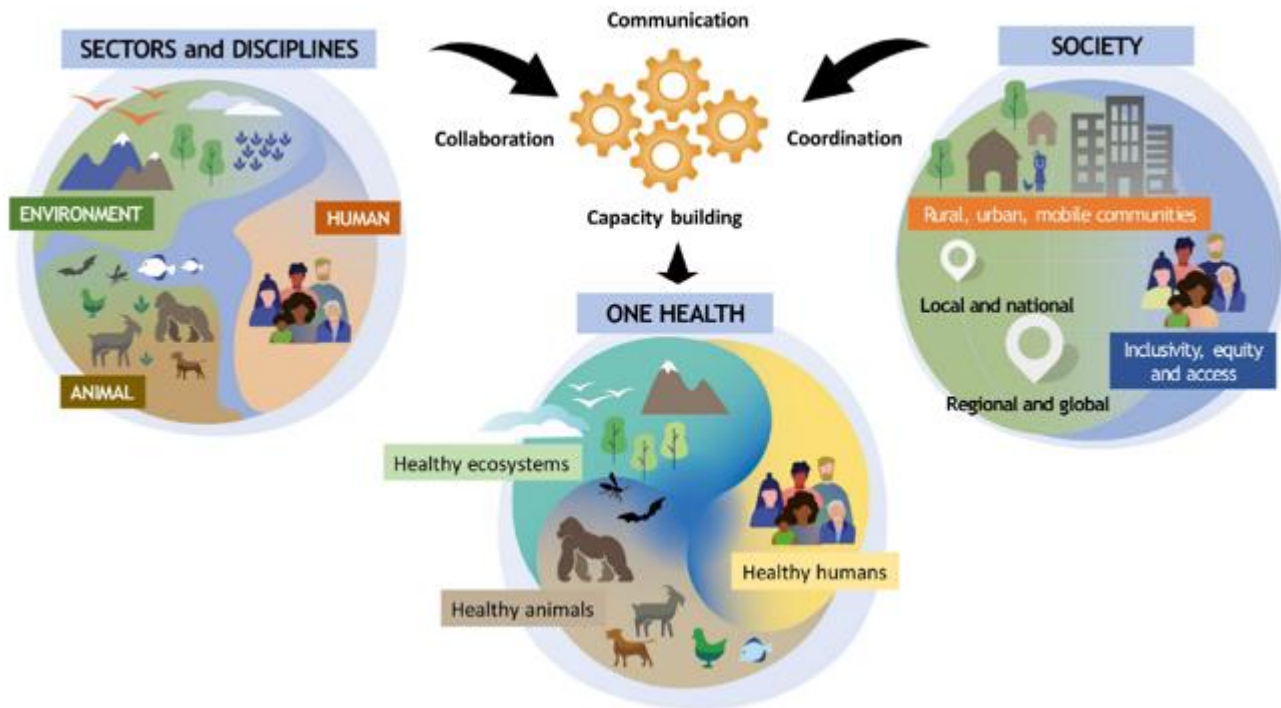 Communication
SECTORS and DISCIPLINES
SOCIETY
Collaboration
Coordination
ENVIRONMENT
HUMAN
Rural, urban, mobile communities
Capacity building
Local and national
ONE HEALTH
Inclusivity, equity
and access
ANIMAL
Regional and global
Healthy ecosystems
Healthy humans
Healthy animals